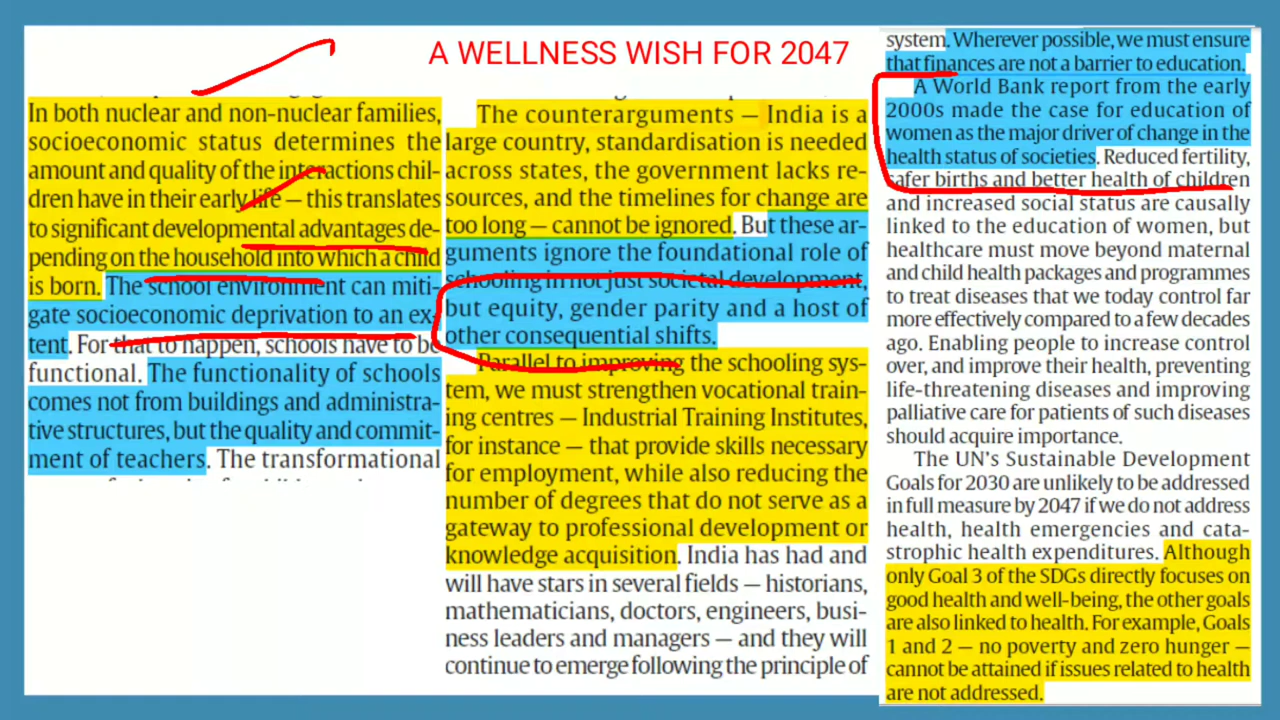 A WELLNESS WISH FOR 2047
In both nuclear and non-nuclear families,
socioeconomic status determines the
amount and quality of the interactions chil-
dren have in their early life — this translates
to significant developmental advantages de-
pending on the household into which a child
is born. The school environment can miti-
gate socioeconomic deprivation to an ex-
tent. For that to happen, schools have to be
functional. The functionality of schools
comes not from buildings and administra-
tive structures, but the quality and commit-
ment of teachers. The transformational
The counterarguments — India is a
large country, standardisation is needed
across states, the government lacks re-
sources, and the timelines for change are
too long — cannot be ignored. But these ar-
guments ignore the foundational role of
schooling in not just societal development,
but equity, gender parity and a host of
other consequential shifts.
Parallel to improving the schooling sys-
tem, we must strengthen vocational train-
ing centres — Industrial Training Institutes,
for instance — that provide skills necessary
for employment, while also reducing the
number of degrees that do not serve as a
gateway to professional development or
knowledge acquisition. India has had and
will have stars in several fields — historians,
mathematicians, doctors, engineers, busi-
ness leaders and managers — and they will
continue to emerge following the principle of
system. Wherever possible, we must ensure
that finances are not a barrier to education.
A World Bank report from the early
2000s made the case for education of
women as the major driver of change in the
health status of societies. Reduced fertility,
safer births and better health of children
and increased social status are causally
linked to the education of women, but
healthcare must move beyond maternal
and child health packages and programmes
to treat diseases that we today control far
more effectively compared to a few decades
ago. Enabling people to increase control
over, and improve their health, preventing
life-threatening diseases and improving
palliative care for patients of such diseases
should acquire importance.
The UN's Sustainable Development
Goals for 2030 are unlikely to be addressed
in full measure by 2047 if we do not address
health, health emergencies and cata-
strophic health expenditures. Although
only Goal 3 of the SDGs directly focuses on
good health and well-being, the other goals
are also linked to health. For example, Goals
1 and 2 — no poverty and zero hunger —
cannot be attained if issues related to health
are not addressed.